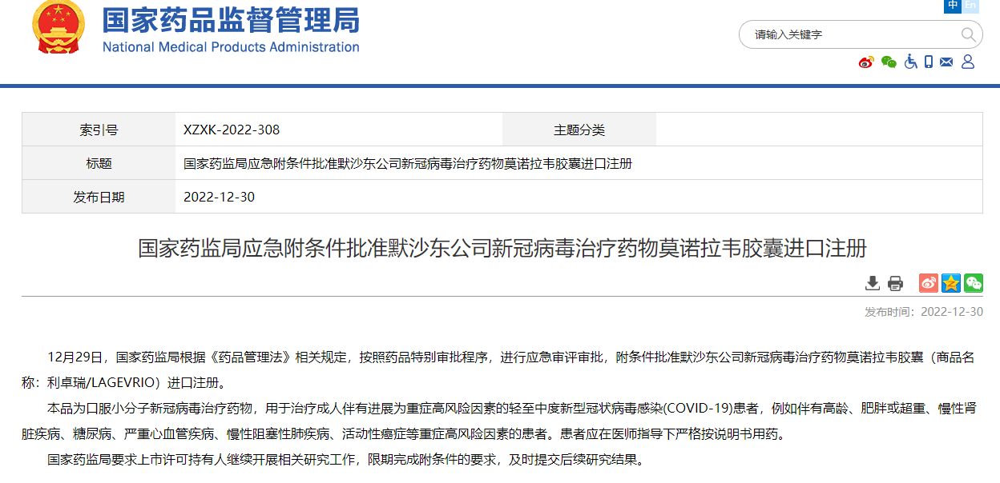 中 En
国家药品监督管理局
National Medical Products Administration
请输入关键字
索引号 XZXK-2022-308 主题分类
标题 国家药监局应急附条件批准默沙东公司新冠病毒治疗药物莫诺拉韦胶囊进口注册
发布日期 2022-12-30
国家药监局应急附条件批准默沙东公司新冠病毒治疗药物莫诺拉韦胶囊进口注册
发布时间：2022-12-30
12月29日，国家药监局根据《药品管理法》相关规定，按照药品特别审批程序，进行应急审评审批，附条件批准默沙东公司新冠病毒治疗药物莫诺拉韦胶囊（商品名
称：利卓瑞/LAGEVRIO）进口注册。
本品为口服小分子新冠病毒治疗药物，用于治疗成人伴有进展为重症高风险因素的轻至中度新型冠状病毒感染(COVID-19)患者，例如伴有高龄、肥胖或超重、慢性肾
脏疾病、糖尿病、严重心血管疾病、慢性阻塞性肺疾病、活动性癌症等重症高风险因素的患者。患者应在医师指导下严格按说明书用药。
国家药监局要求上市许可持有人继续开展相关研究工作，限期完成附条件的要求，及时提交后续研究结果。